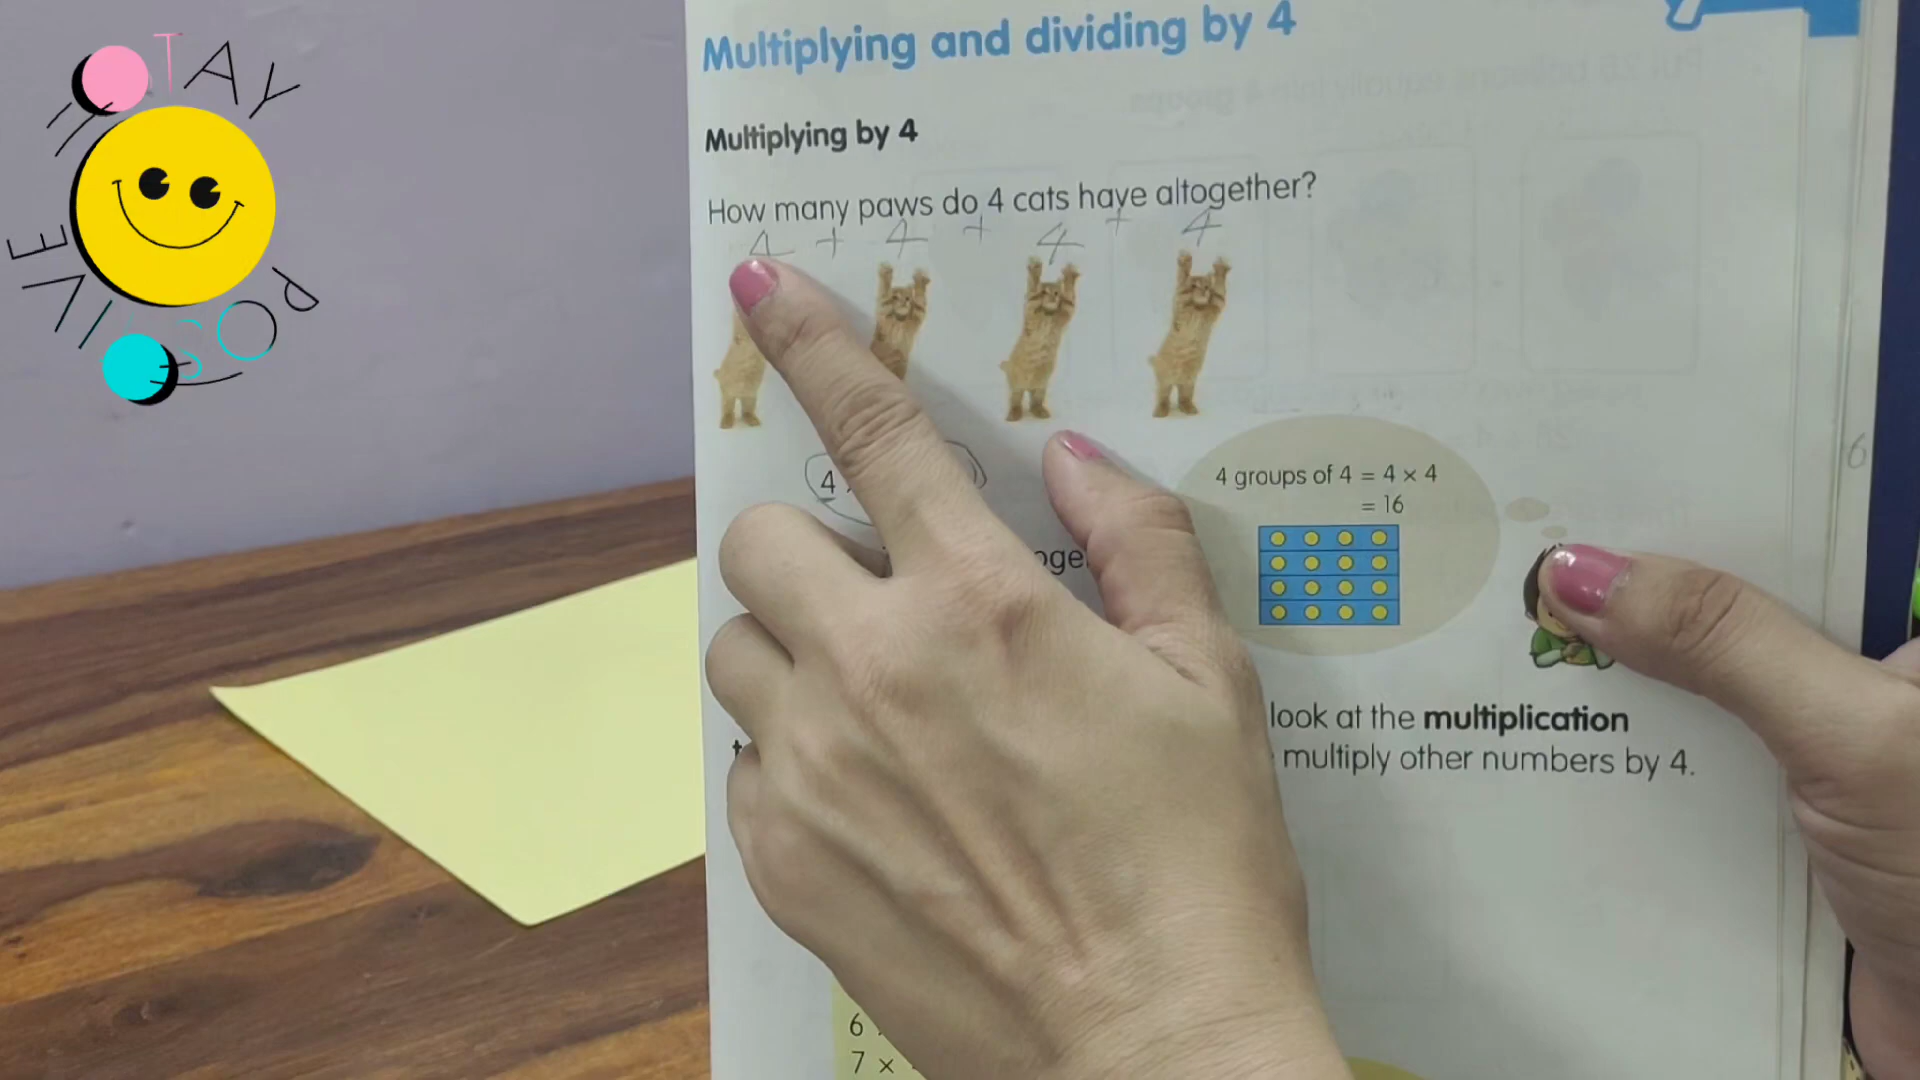 STAY
POSITIVE
Multiplying and dividing by 4
Multiplying by 4
How many paws do 4 cats have altogether?
4 + 4 + 4 + 4
4
4 groups of 4 = 4 × 4
= 16
look at the multiplication
multiply other numbers by 4.
6
6
7 ×